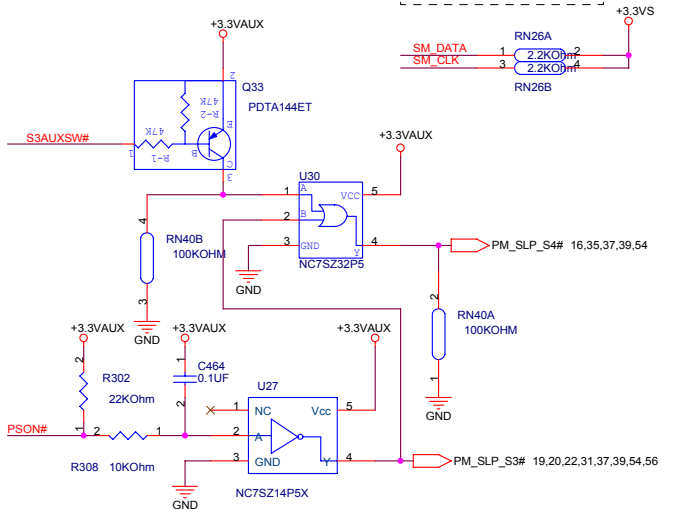 +3.3VAUX
+3.3VS
RN26A
SM_DATA 1 2.2KOhm 2
SM_CLK 3 2.2KOhm 4
RN26B
2
Q33
PDTA144ET
47K
R-2
E
S3AUXSW#
47K
R-1
B
1
C
3
+3.3VAUX
U30
1 A VCC 5
2 B
3 GND Y 4
NC7SZ32P5
GND
PM_SLP_S4# 16,35,37,39,54
4
RN40B
100KOHM
3
GND
2
RN40A
100KOHM
1
GND
+3.3VAUX
+3.3VAUX
+3.3VAUX
2
R302
22KOhm
1
1
C464
0.1UF
2
U27
1 NC Vcc 5
PSON#
2 1
2 A
3 GND Y 4
R308 10KOhm
NC7SZ14P5X
GND
PM_SLP_S3# 19,20,22,31,37,39,54,56